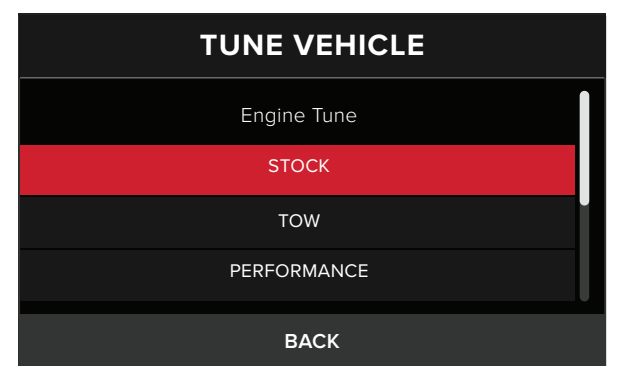 TUNE VEHICLE
Engine Tune
STOCK
TOW
PERFORMANCE
BACK